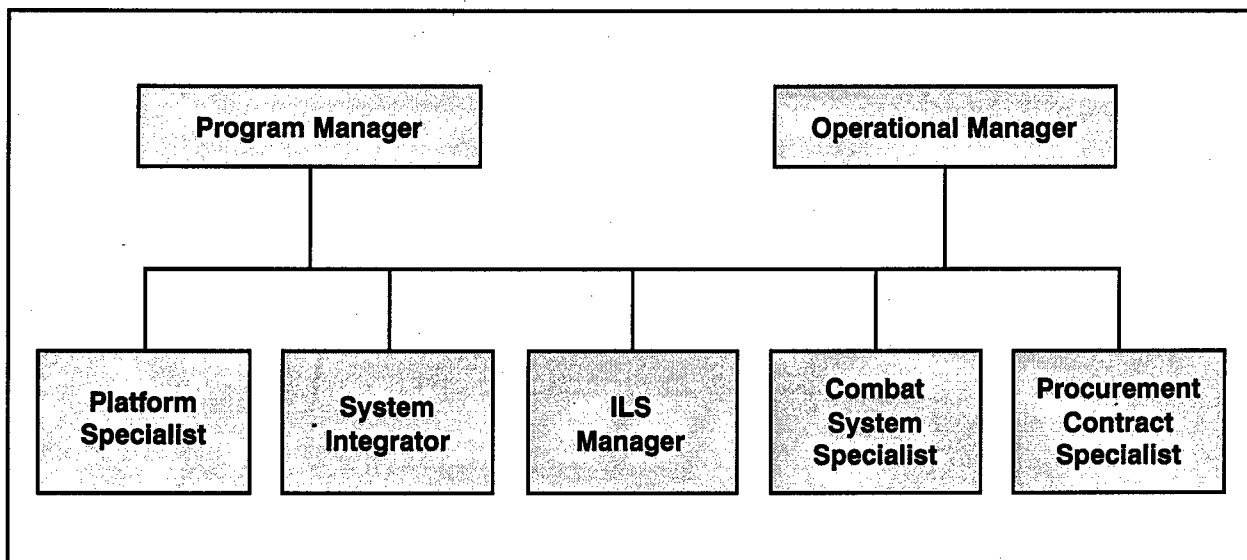 Program Manager
Operational Manager
Platform
Specialist
System
Integrator
ILS
Manager
Combat
System
Specialist
Procurement
Contract
Specialist